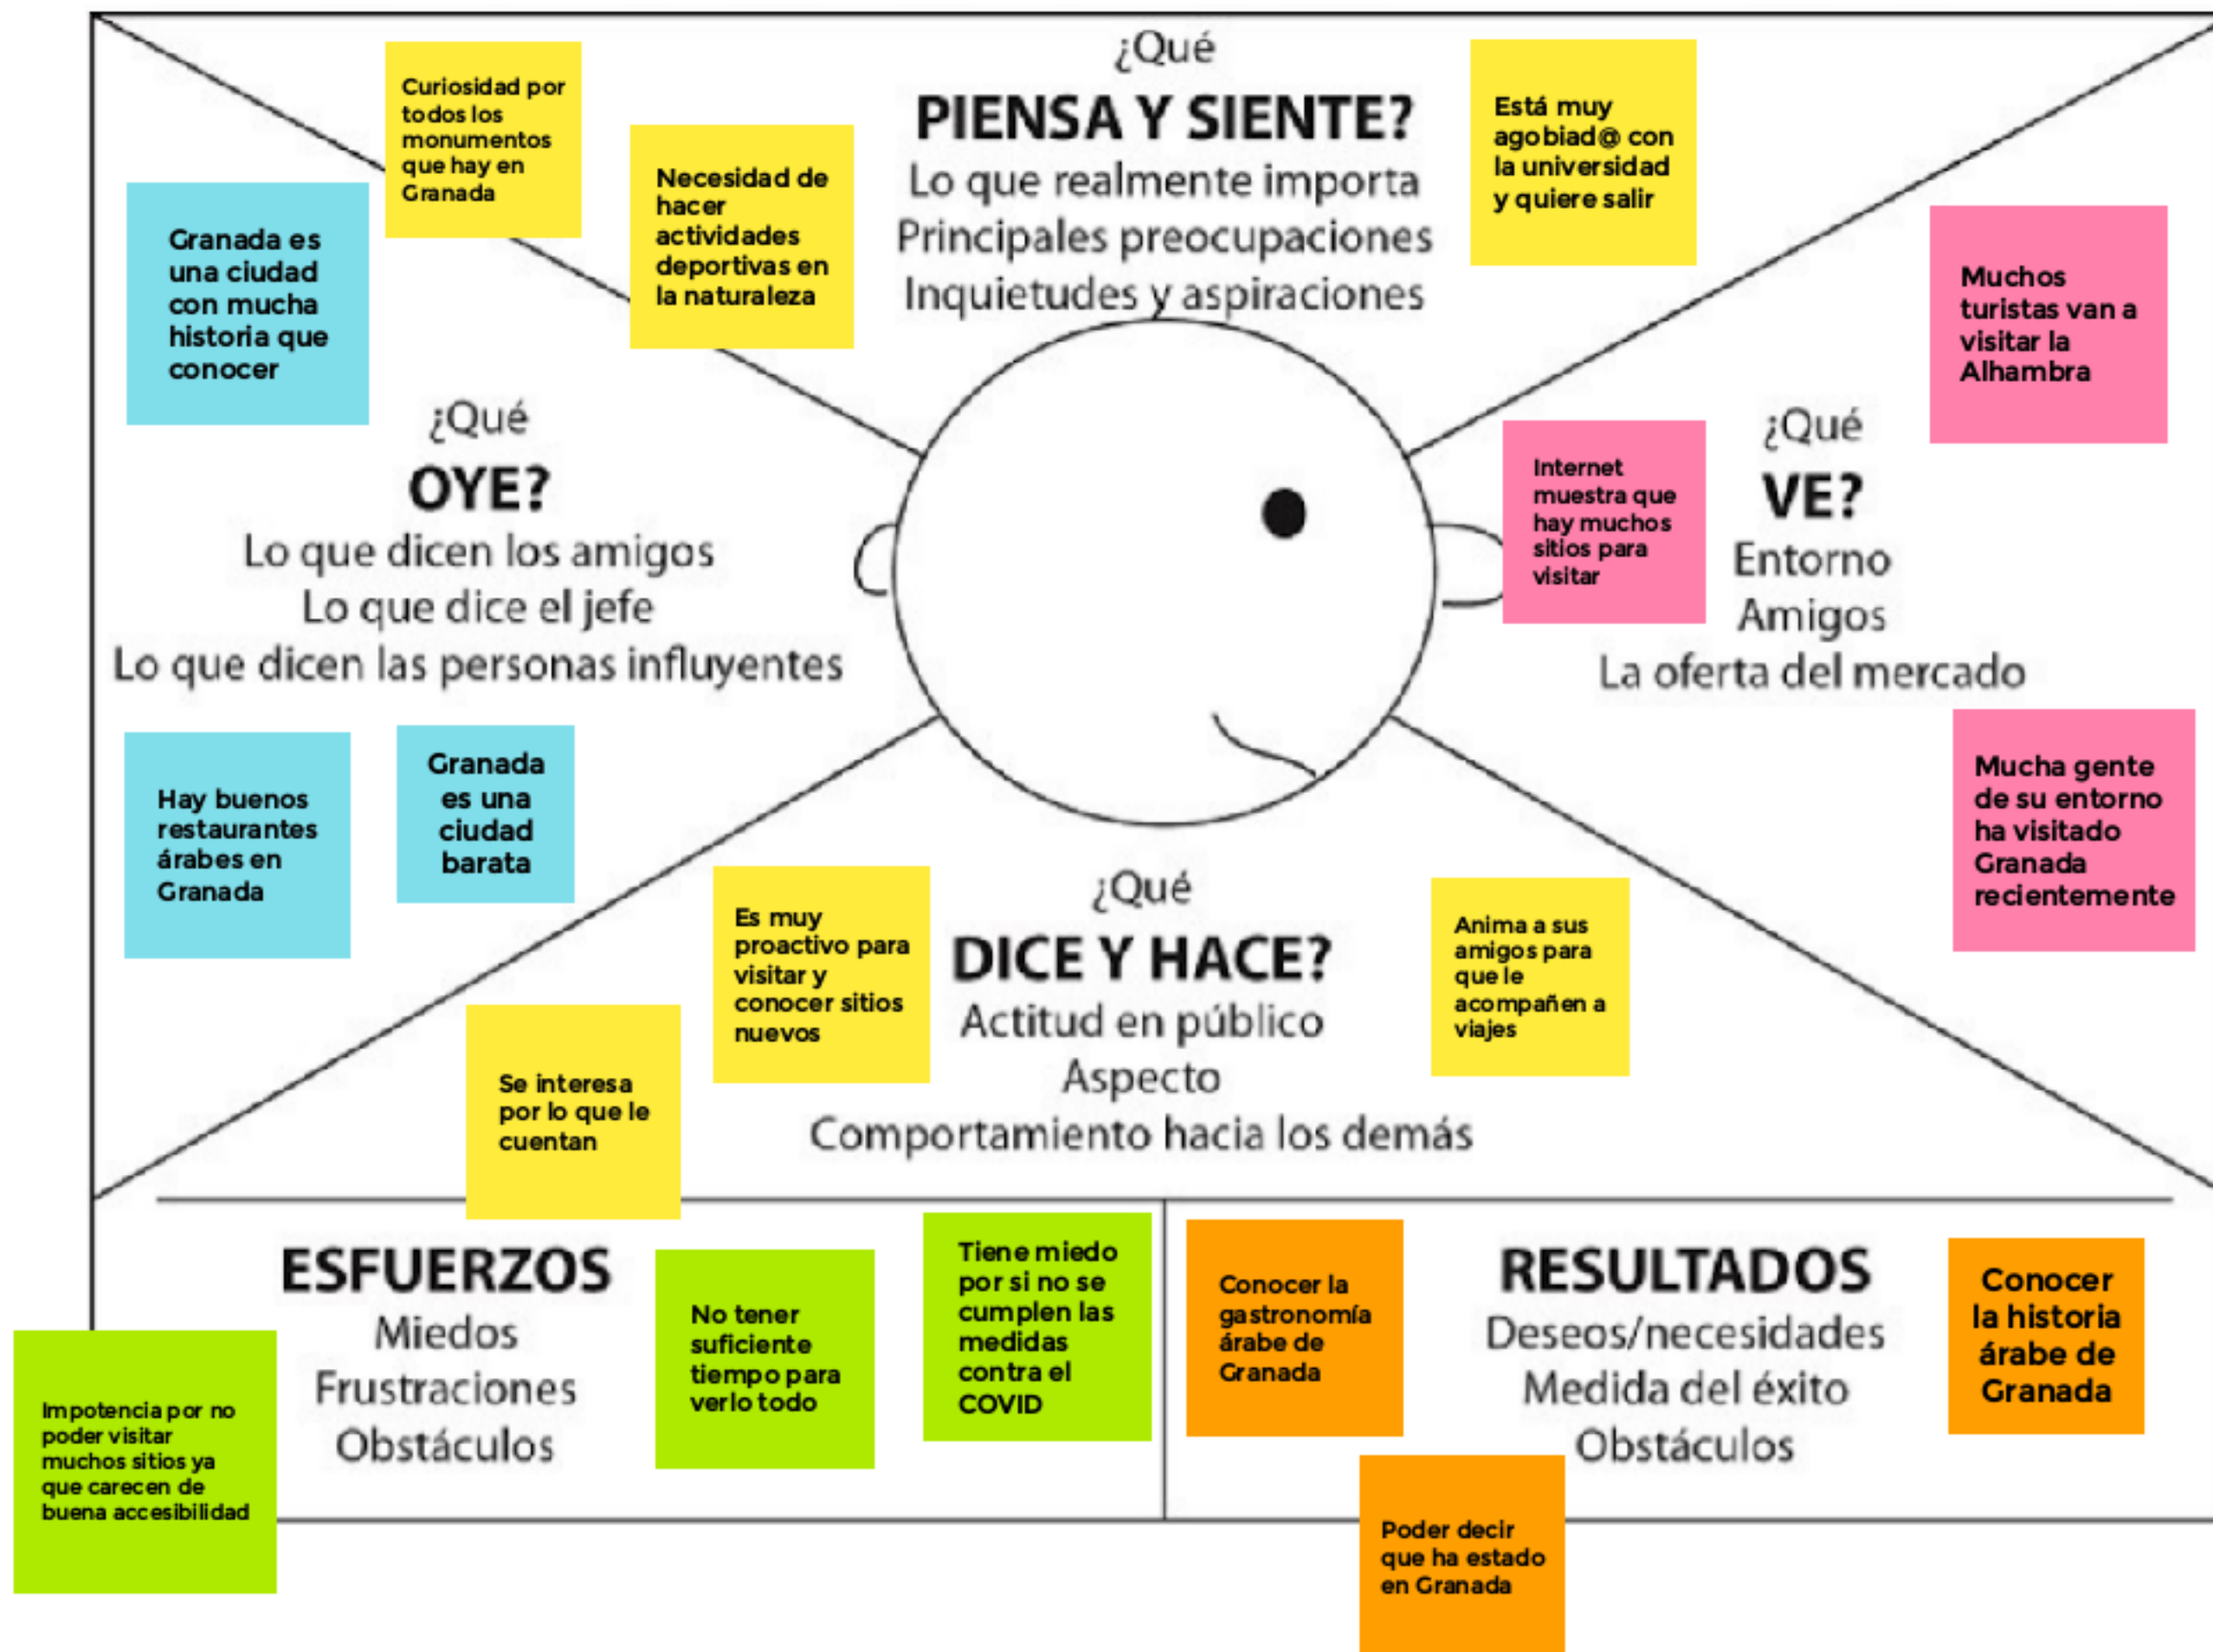 ¿Qué
PIENSA Y SIENTE?
Lo que realmente importa
Principales preocupaciones
Inquietudes y aspiraciones
Curiosidad por
todos los
monumentos
que hay en
Granada
Necesidad de
hacer
actividades
deportivas en
la naturaleza
Está muy
agobiad@ con
la universidad
y quiere salir
Granada es
una ciudad
con mucha
historia que
conocer
¿Qué
OYE?
Lo que dicen los amigos
Lo que dice el jefe
Lo que dicen las personas influyentes
Hay buenos
restaurantes
árabes en
Granada
Granada
es una
ciudad
barata
Muchos
turistas van a
visitar la
Alhambra
Internet
muestra que
hay muchos
sitios para
visitar
¿Qué
VE?
Entorno
Amigos
La oferta del mercado
Mucha gente
de su entorno
ha visitado
Granada
recientemente
¿Qué
DICE Y HACE?
Actitud en público
Aspecto
Comportamiento hacia los demás
Es muy
proactivo para
visitar y
conocer sitios
nuevos
Se interesa
por lo que le
cuentan
Anima a sus
amigos para
que le
acompañen a
viajes
ESFUERZOS
Miedos
Frustraciones
Obstáculos
Impotencia por no
poder visitar
muchos sitios ya
que carecen de
buena accesibilidad
No tener
suficiente
tiempo para
verlo todo
Tiene miedo
por si no se
cumplen las
medidas
contra el
COVID
Conocer la
gastronomía
árabe de
Granada
RESULTADOS
Deseos/necesidades
Medida del éxito
Obstáculos
Conocer
la historia
árabe de
Granada
Poder decir
que ha estado
en Granada